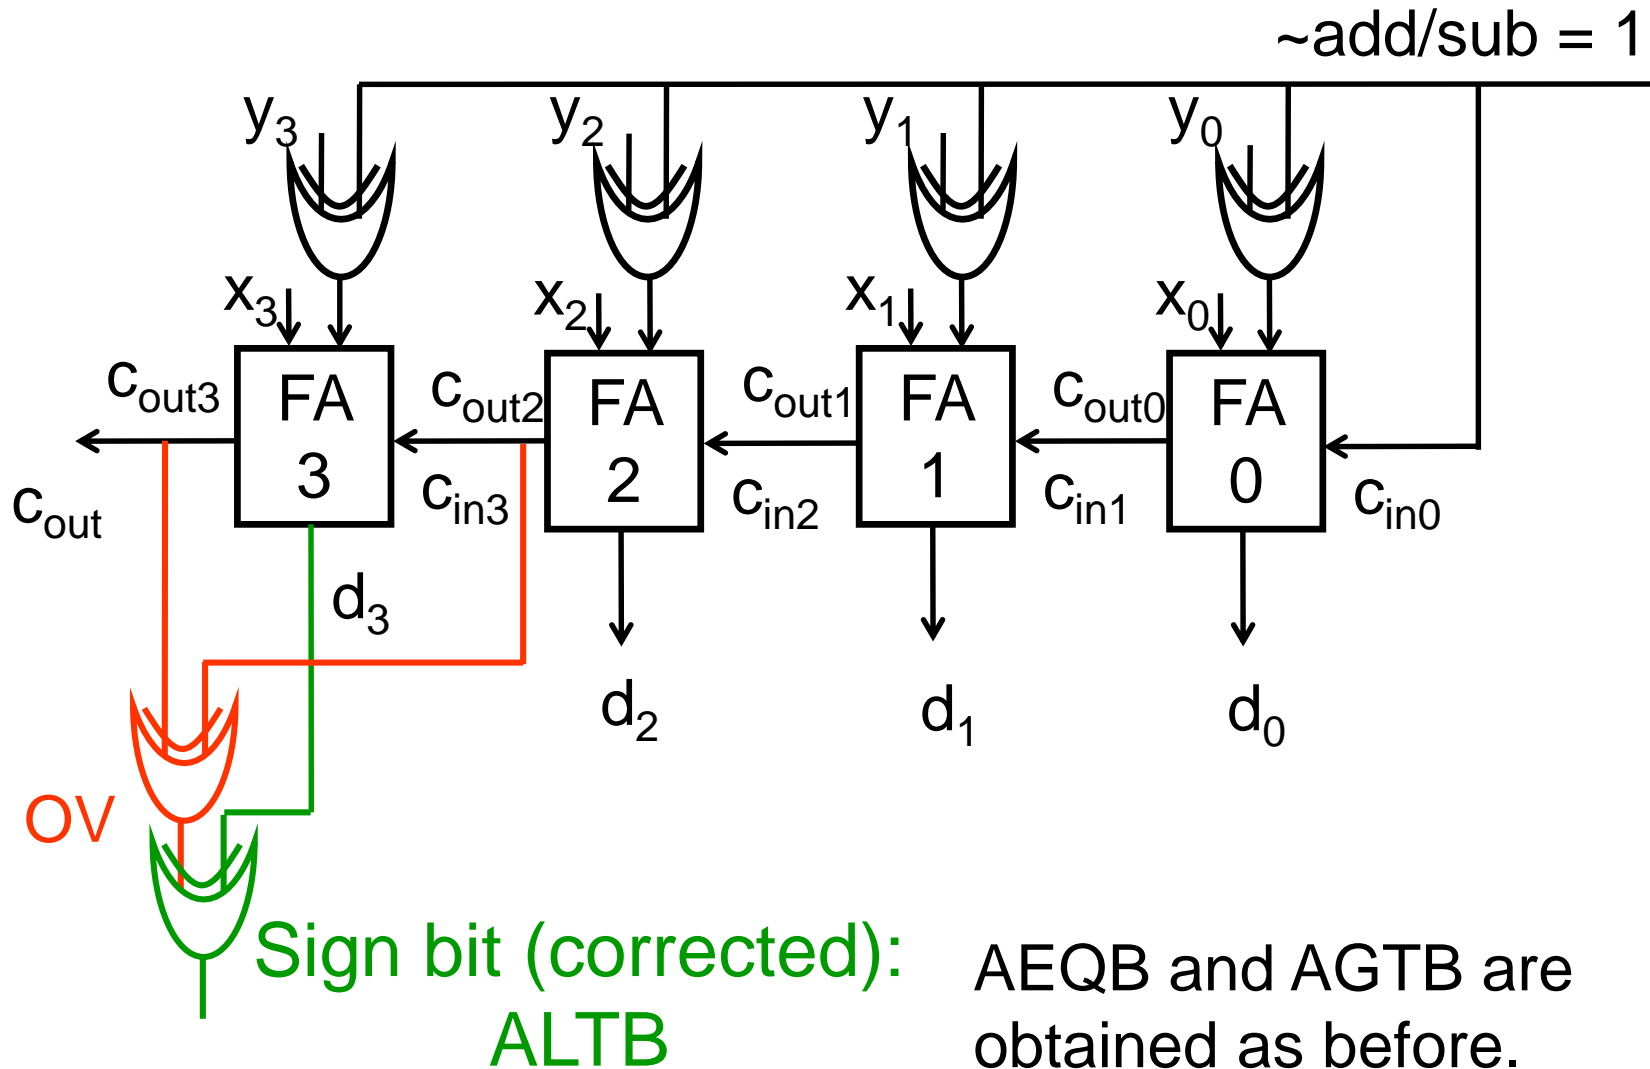 ~add/sub = 1
y3 y2 y1 y0
x3 x2 x1 x0
cout3 FA 3 cout2 FA 2 cout1 FA 1 cout0 FA 0
cout cin3 cin2 cin1 cin0
d3
d2 d1 d0
OV
Sign bit (corrected):
ALTB
AEQB and AGTB are
obtained as before.